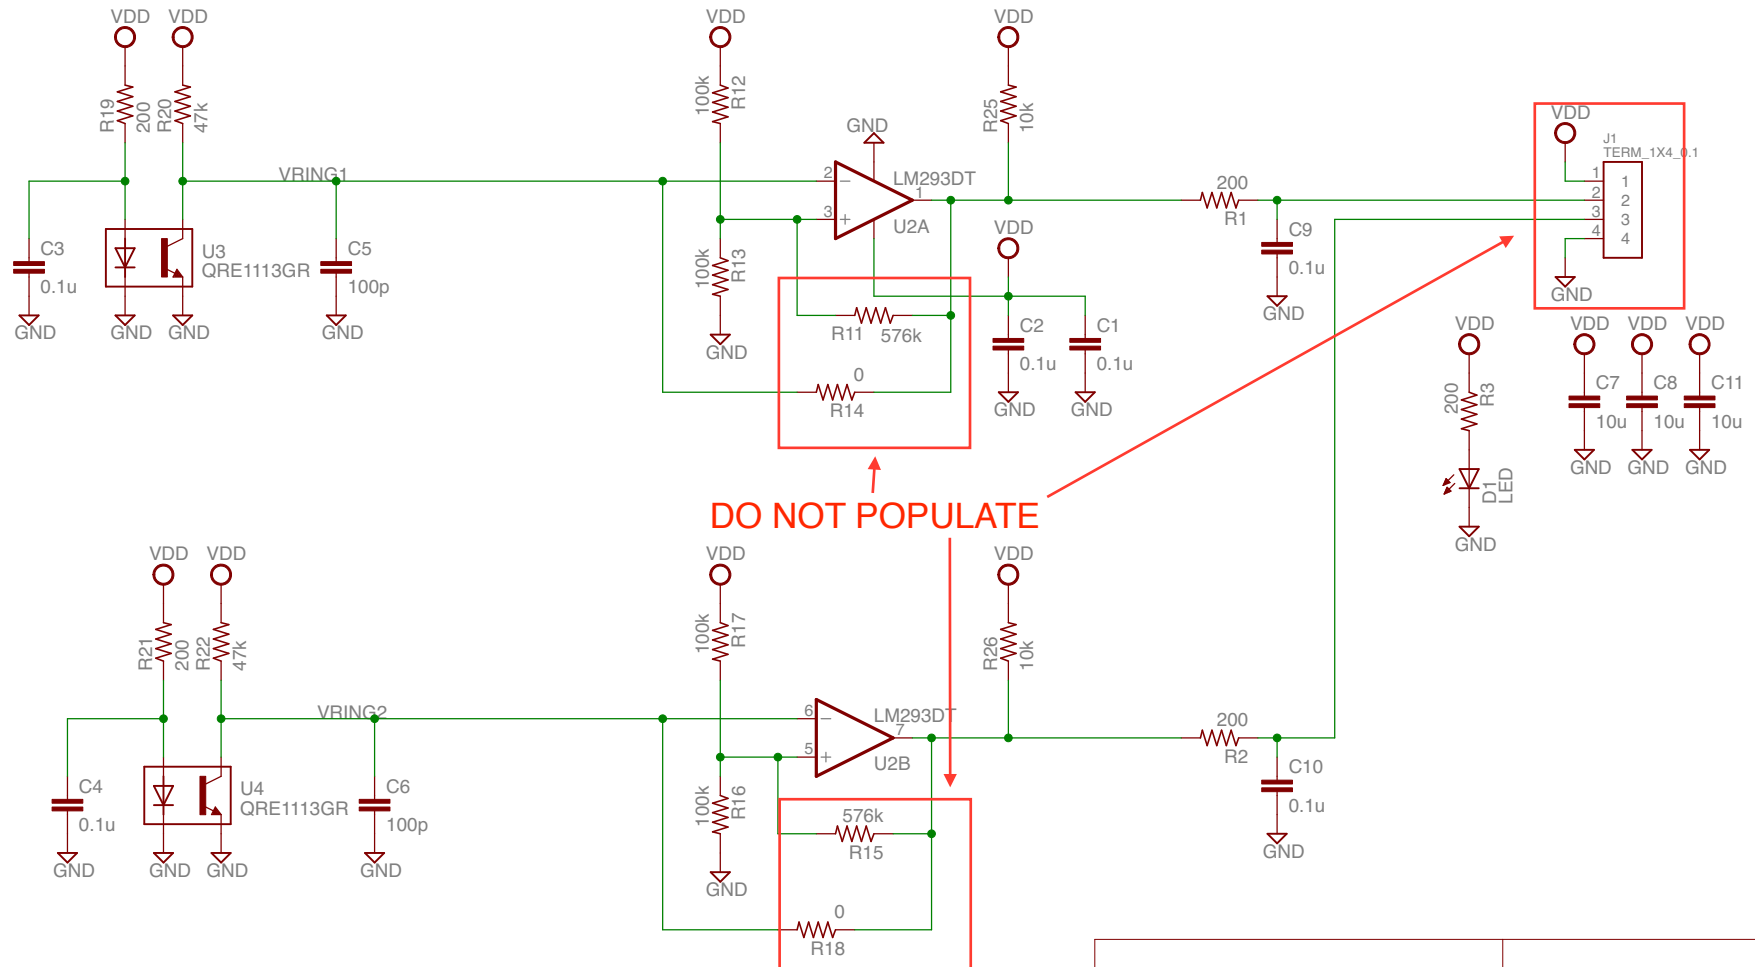 VDD VDD
R19
200
R20
47k
VRING1
C3
0.1u
U3
QRE1113GR
C5
100p
GND
GND
GND
GND
VDD
100k
R12
100k
R13
GND
GND
2
3
1
LM293DT
U2A
R11
576k
0
R14
VDD
R25
10k
VDD
C2
0.1u
C1
0.1u
GND
GND
200
R1
C9
0.1u
GND
VDD
J1
TERM_1X4_0.1
1 1
2 2
3 3
4 4
GND
VDD
200
R3
D1
LED
GND
VDD VDD VDD
C7
10u
C8
10u
C11
10u
GND GND GND
DO NOT POPULATE
VDD VDD
R21
200
R22
47k
VRING2
C4
0.1u
U4
QRE1113GR
C6
100p
GND
GND
GND
GND
VDD
100k
R17
100k
R16
GND
6
5
7
LM293DT
U2B
576k
R15
0
R18
VDD
R26
10k
200
R2
C10
0.1u
GND